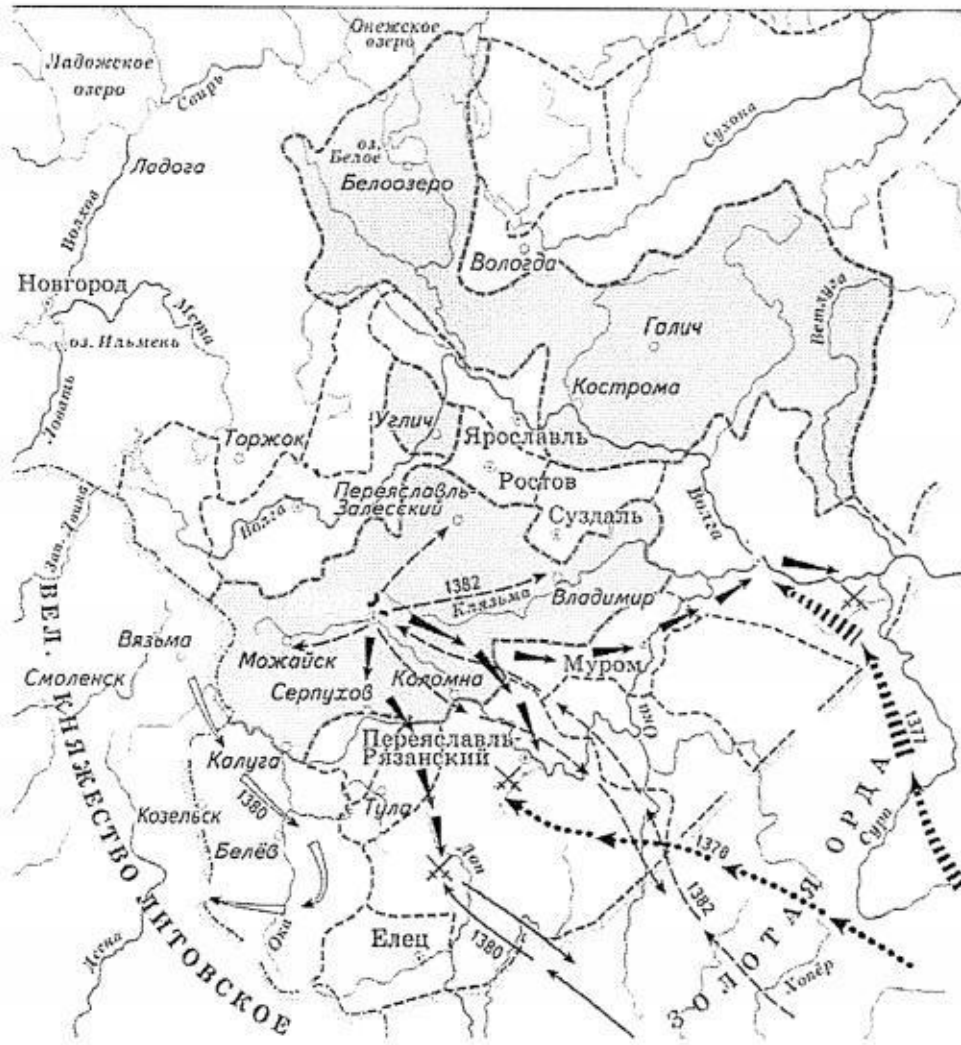 Онежское
озеро
Ладожское
озеро
Свирь
Сухона
оз.
Белое
Белоозеро
Ладога
Волхов
Вологда
Новгород
Мста
оз. Ильмень
Галич
Ветлуга
Кострома
Ловать
Углич
Ярославль
Торжок
Ростов
Переяславль-
Залесский
Волга
Волга
Суздаль
Зап. Двина
1382
Клязьма
Владимир
Вязьма
Можайск
Муром
Смоленск
Серпухов
Коломна
Ока
1377
Переяславль-
Рязанский
Калуга
1380
Тула
Козельск
Сура
Белёв
Дон
1378
1382
Ока
Елец
1380
Десна
Хопёр
ВЕЛ. КНЯЖЕСТВО ЛИТОВСКОЕ
ЗОЛОТАЯ ОРДА